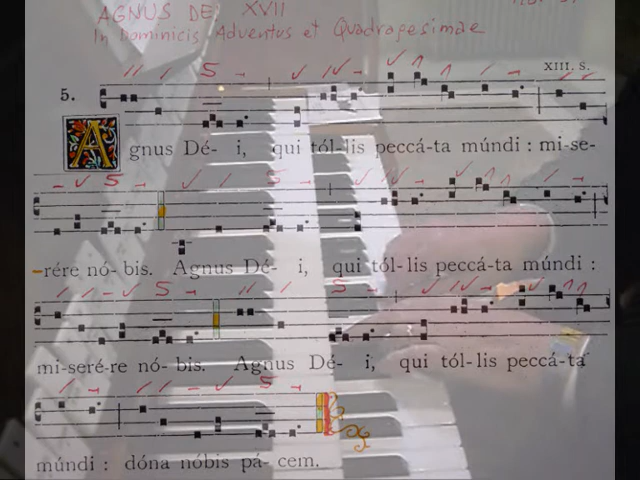 AGNUS DEI XVII
In Dominicis Adventus et Quadragesimae
XIII. S.
5.
Agnus Dé- i, qui tól- lis peccá-ta múndi : mi-se-
rére nó- bis. Agnus Dé- i, qui tól- lis peccá-ta múndi :
mi-seré-re nó- bis. Agnus Dé- i, qui tól- lis peccá-ta
múndi : dóna nóbis pá- cem.